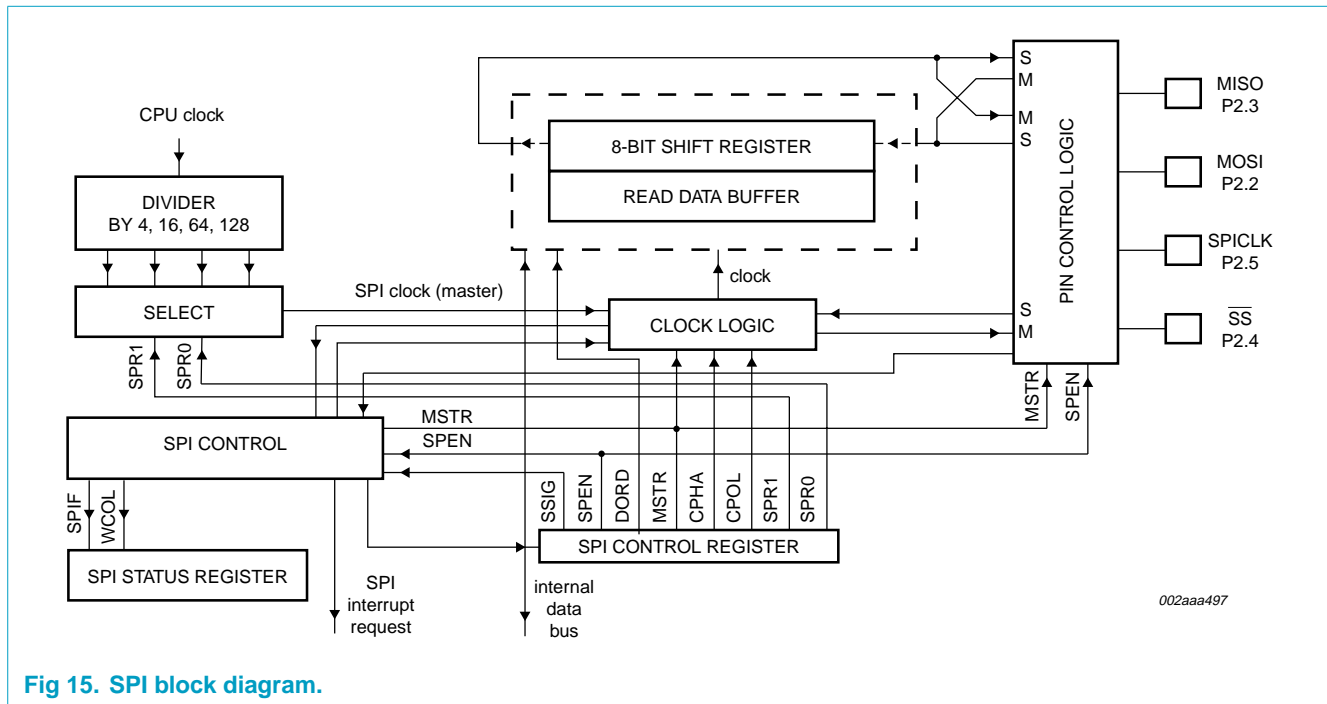 S
M
MISO
P2.3
CPU clock
M
8-BIT SHIFT REGISTER
S
READ DATA BUFFER
MOSI
P2.2
DIVIDER
BY 4, 16, 64, 128
PIN CONTROL LOGIC
SPICLK
P2.5
clock
SPI clock (master)
SELECT
CLOCK LOGIC
S
M
SS
P2.4
SPR1
SPR0
MSTR
SPEN
MSTR
SPI CONTROL
SPEN
SSIG
SPEN
DORD
MSTR
CPHA
CPOL
SPR1
SPR0
SPIF
WCOL
SPI CONTROL REGISTER
SPI STATUS REGISTER
SPI
interrupt
request
internal
data
bus
002aaa497
Fig 15. SPI block diagram.